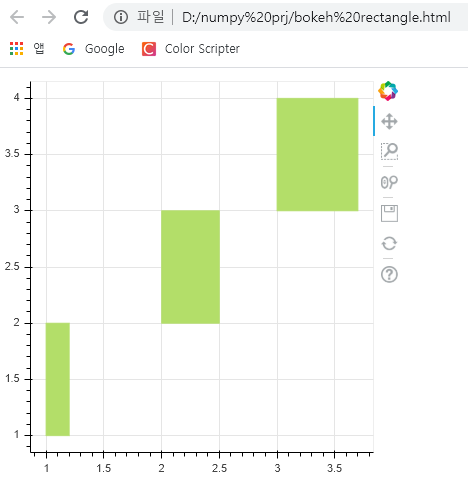 파일 D:/numpy%20prj/bokeh%20rectangle.html
앱 Google Color Scripter
4
3.5
3
2.5
2
1.5
1
1 1.5 2 2.5 3 3.5